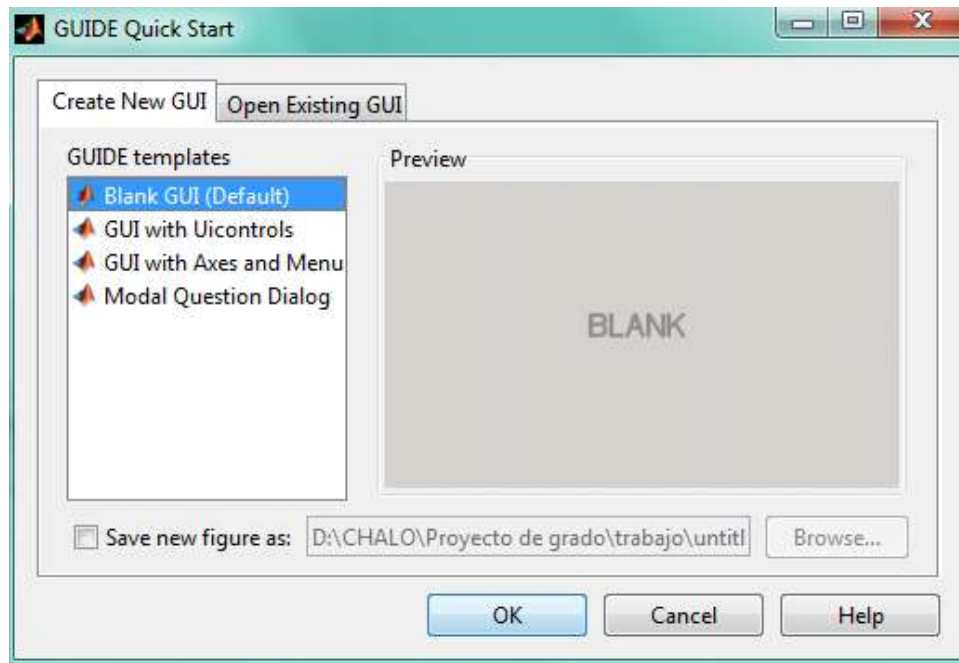 GUIDE Quick Start
Create New GUI Open Existing GUI
GUIDE templates
Preview
Blank GUI (Default)
GUI with Uicontrols
GUI with Axes and Menu
Modal Question Dialog
BLANK
Save new figure as: D:\CHALO\Proyecto de grado\trabajo\untitl Browse...
OK Cancel Help